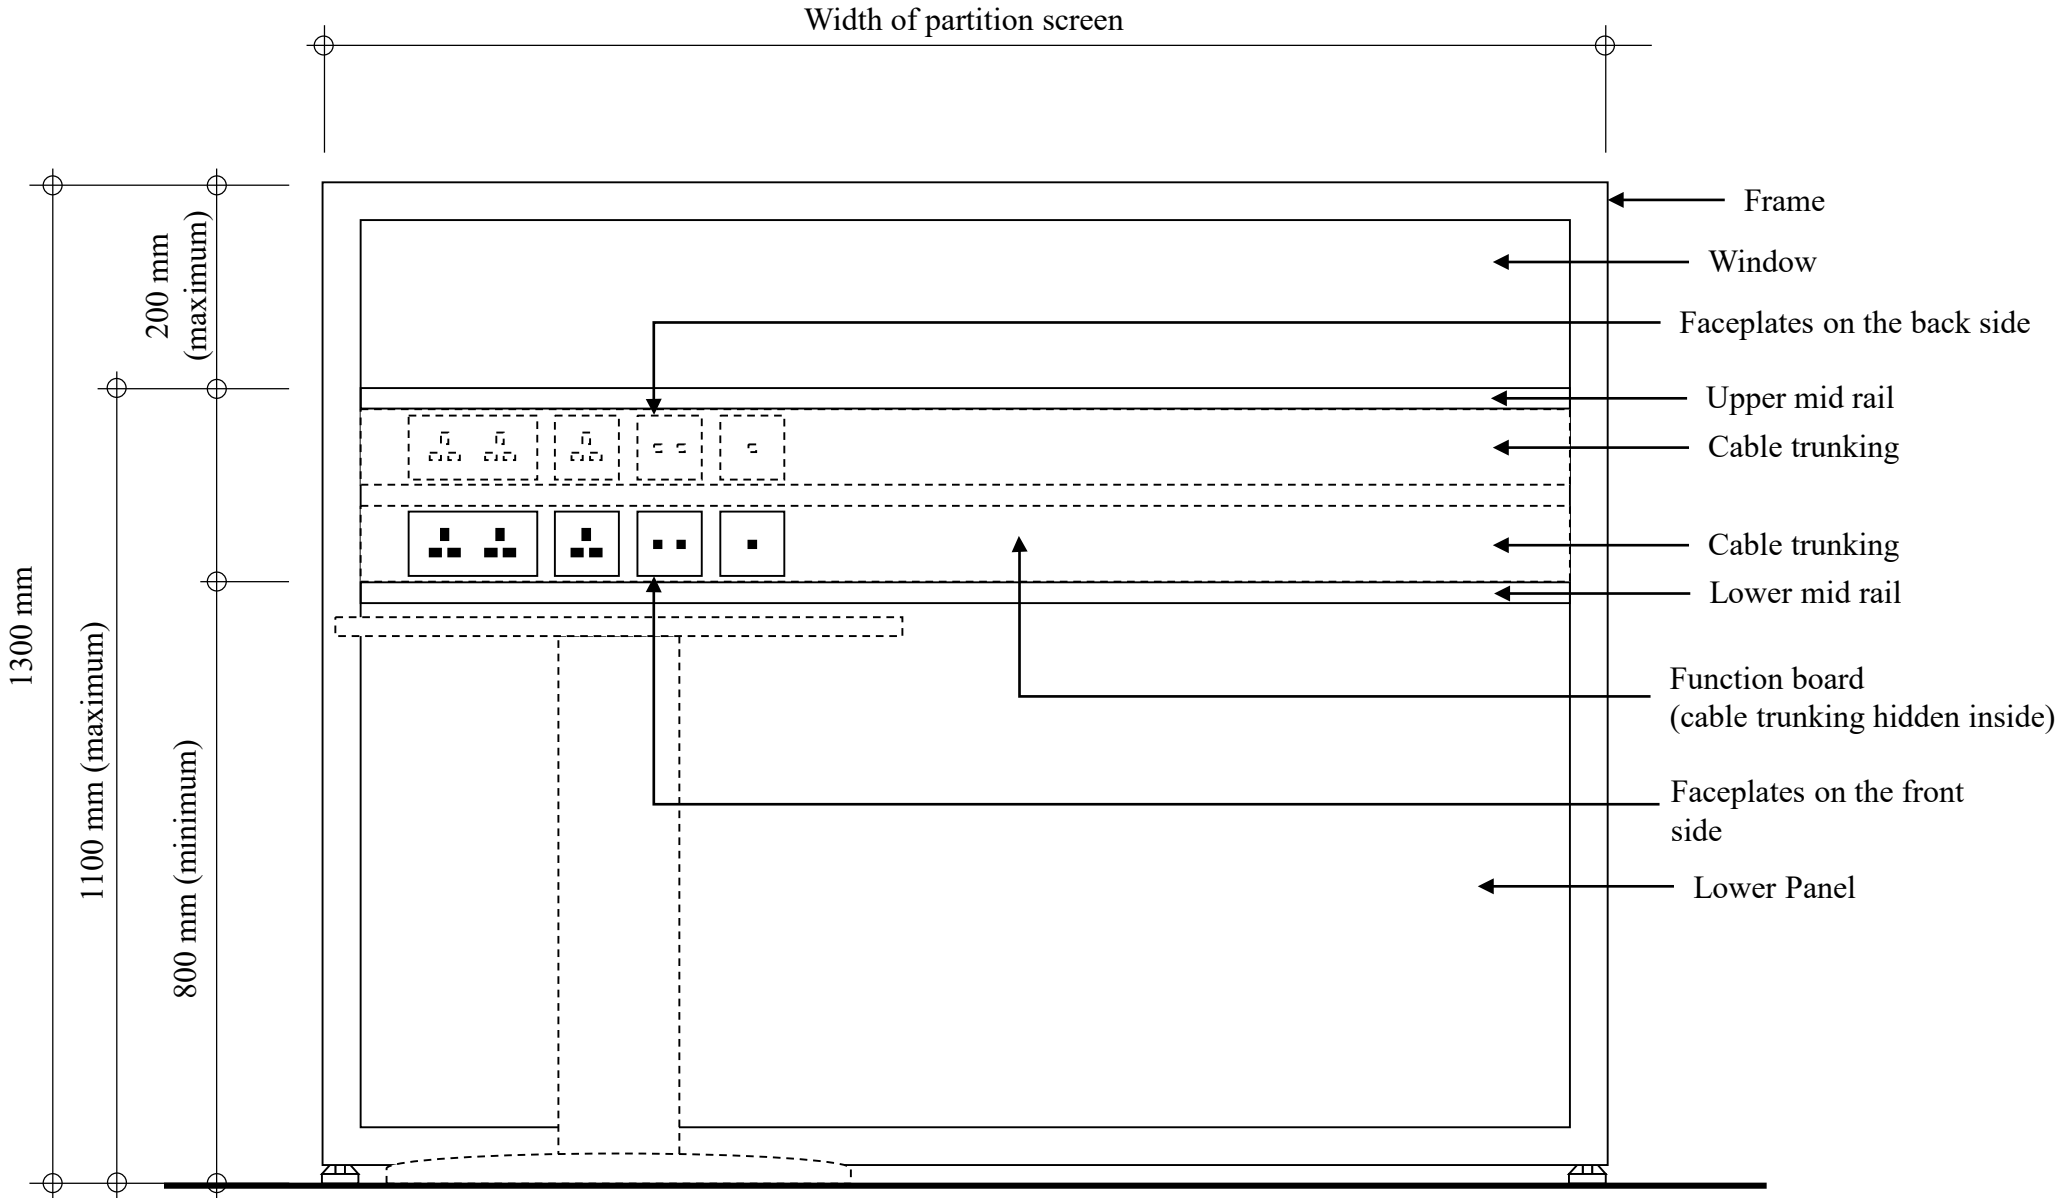 Width of partition screen
Frame
Window
Faceplates on the back side
Upper mid rail
Cable trunking
Cable trunking
Lower mid rail
Function board
(cable trunking hidden inside)
Faceplates on the front
side
Lower Panel
200 mm
(maximum)
1300 mm
1100 mm (maximum)
800 mm (minimum)